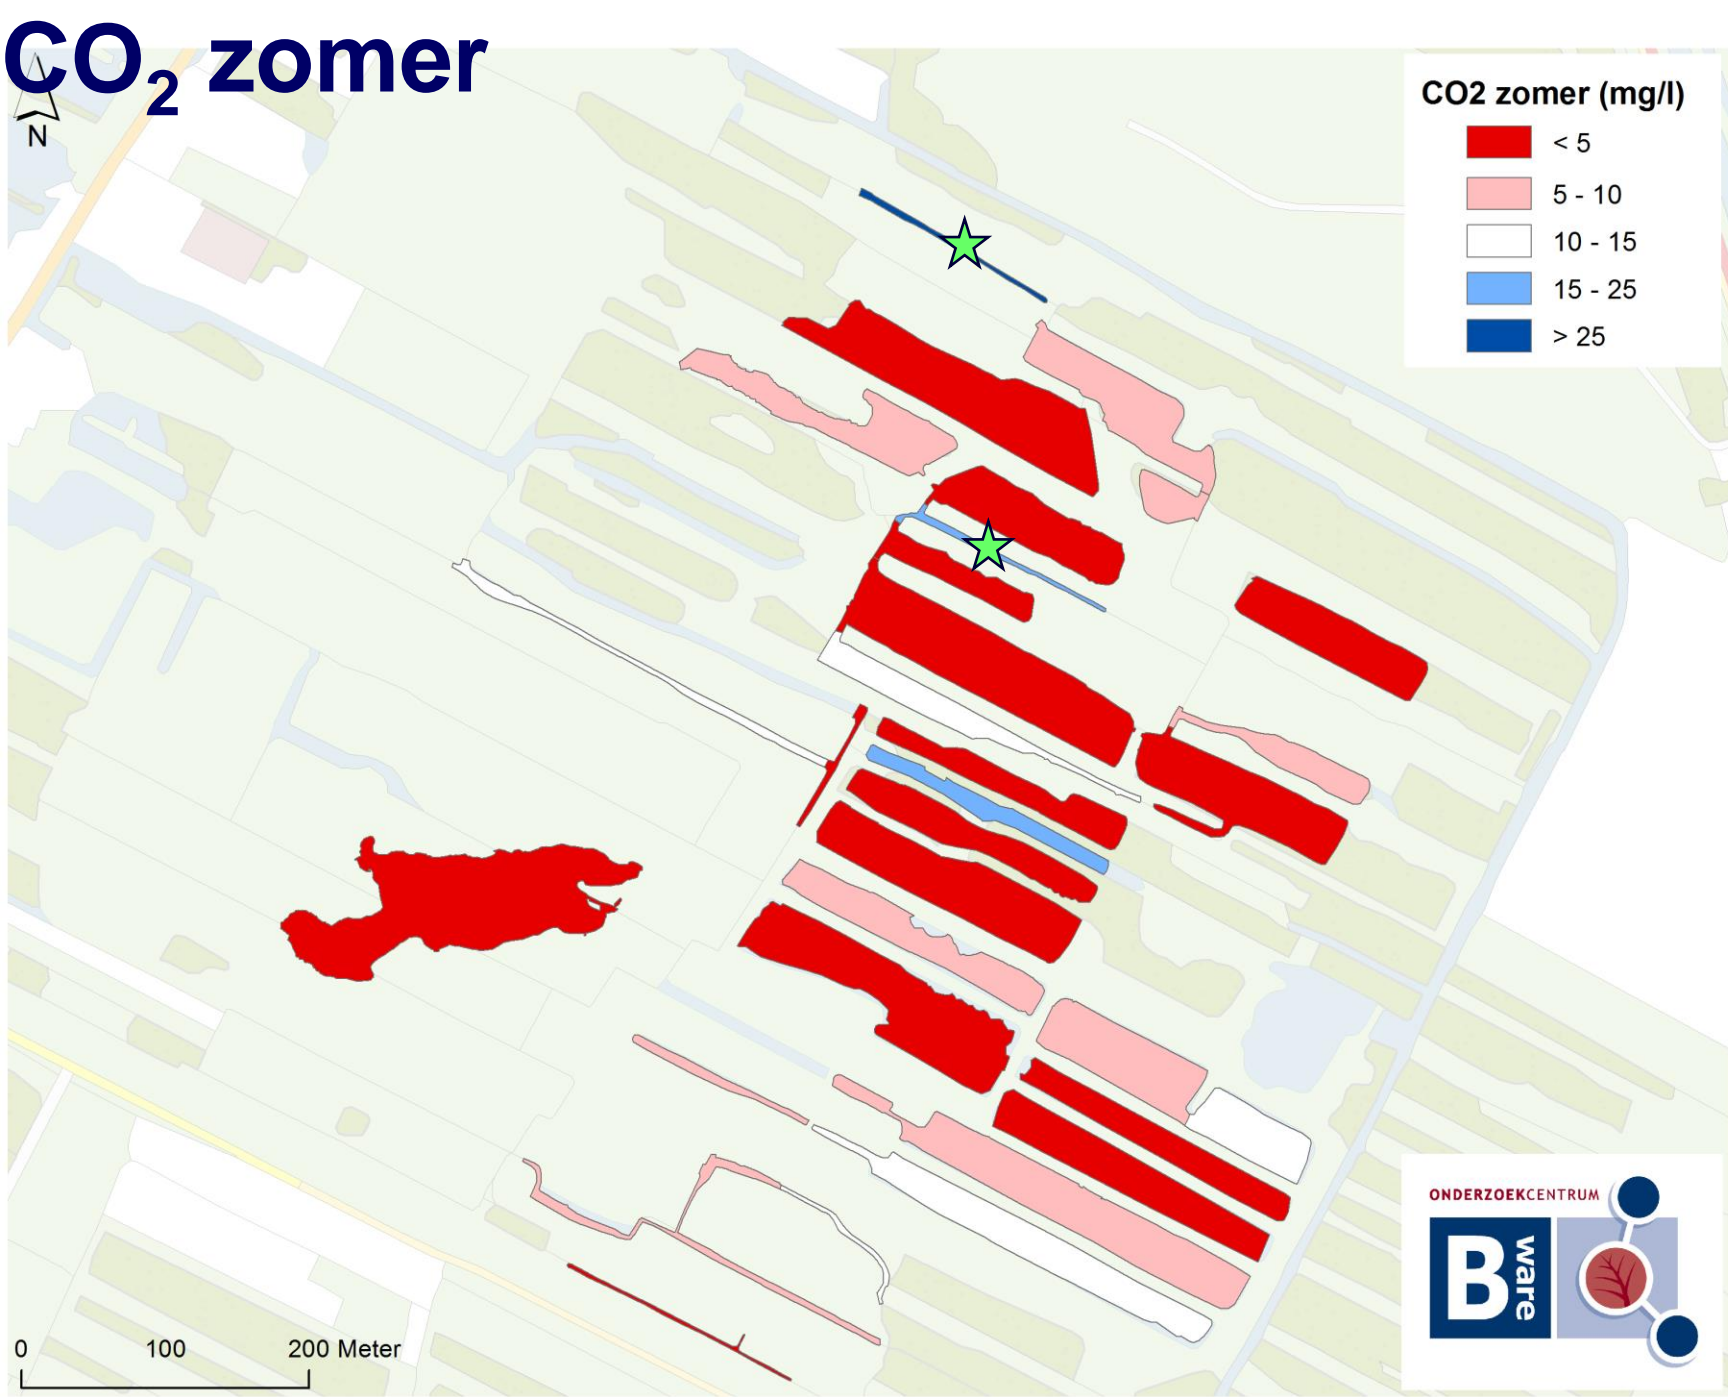 CO₂ zomer
N
CO2 zomer (mg/l)
< 5
5 - 10
10 - 15
15 - 25
> 25
ONDERZOEKCENTRUM
B ware
0 100 200 Meter